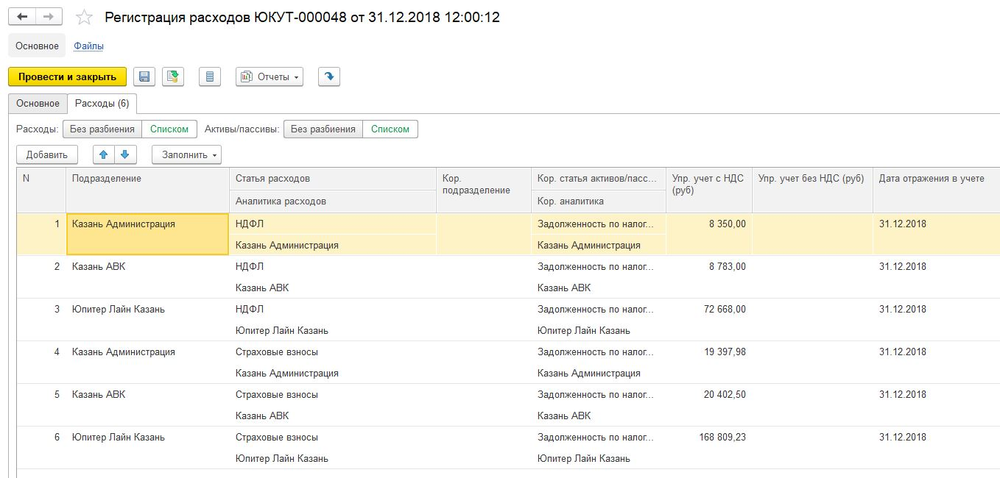 Регистрация расходов ЮКУТ-000048 от 31.12.2018 12:00:12
Основное Файлы
Провести и закрыть Отчеты
Основное Расходы (6)
Расходы: Без разбиения Списком Активы/пассивы: Без разбиения Списком
Добавить Заполнить
N Подразделение Статья расходов Кор. подразделение Кор. статья активов/пасс... Упр. учет с НДС (руб) Упр. учет без НДС (руб) Дата отражения в учете
Аналитика расходов Кор. аналитика
1 Казань Администрация НДФЛ Задолженность по налог... 8 350,00 31.12.2018
Казань Администрация Казань Администрация
2 Казань АВК НДФЛ Задолженность по налог... 8 783,00 31.12.2018
Казань АВК Казань АВК
3 Юпитер Лайн Казань НДФЛ Задолженность по налог... 72 668,00 31.12.2018
Юпитер Лайн Казань Юпитер Лайн Казань
4 Казань Администрация Страховые взносы Задолженность по налог... 19 397,98 31.12.2018
Казань Администрация Казань Администрация
5 Казань АВК Страховые взносы Задолженность по налог... 20 402,50 31.12.2018
Казань АВК Казань АВК
6 Юпитер Лайн Казань Страховые взносы Задолженность по налог... 168 809,23 31.12.2018
Юпитер Лайн Казань Юпитер Лайн Казань